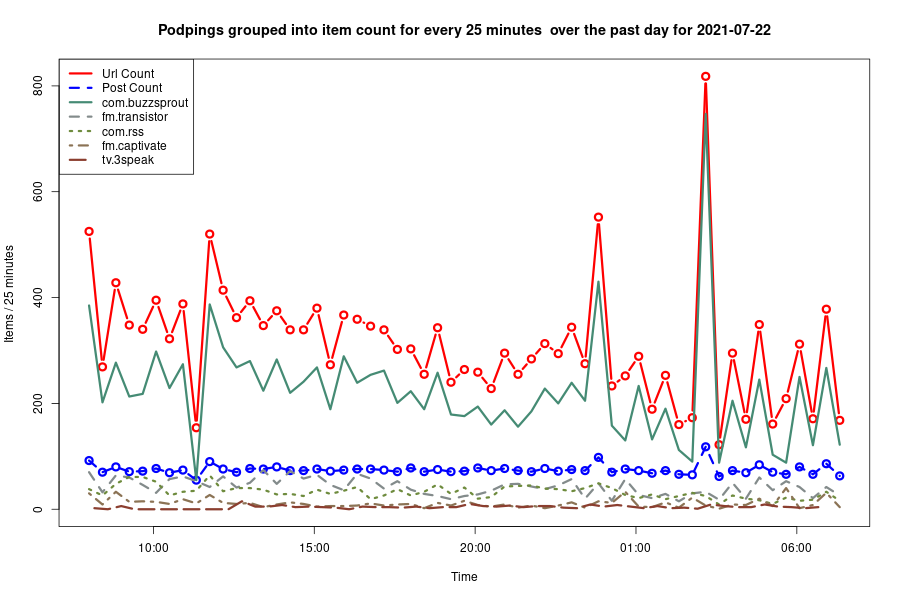 Podpings grouped into item count for every 25 minutes  over the past day for 2021-07-22
Url Count
Post Count
com.buzzsprout
fm.transistor
com.rss
fm.captivate
tv.3speak
Items / 25 minutes
800
600
400
200
0
10:00
15:00
20:00
01:00
06:00
Time